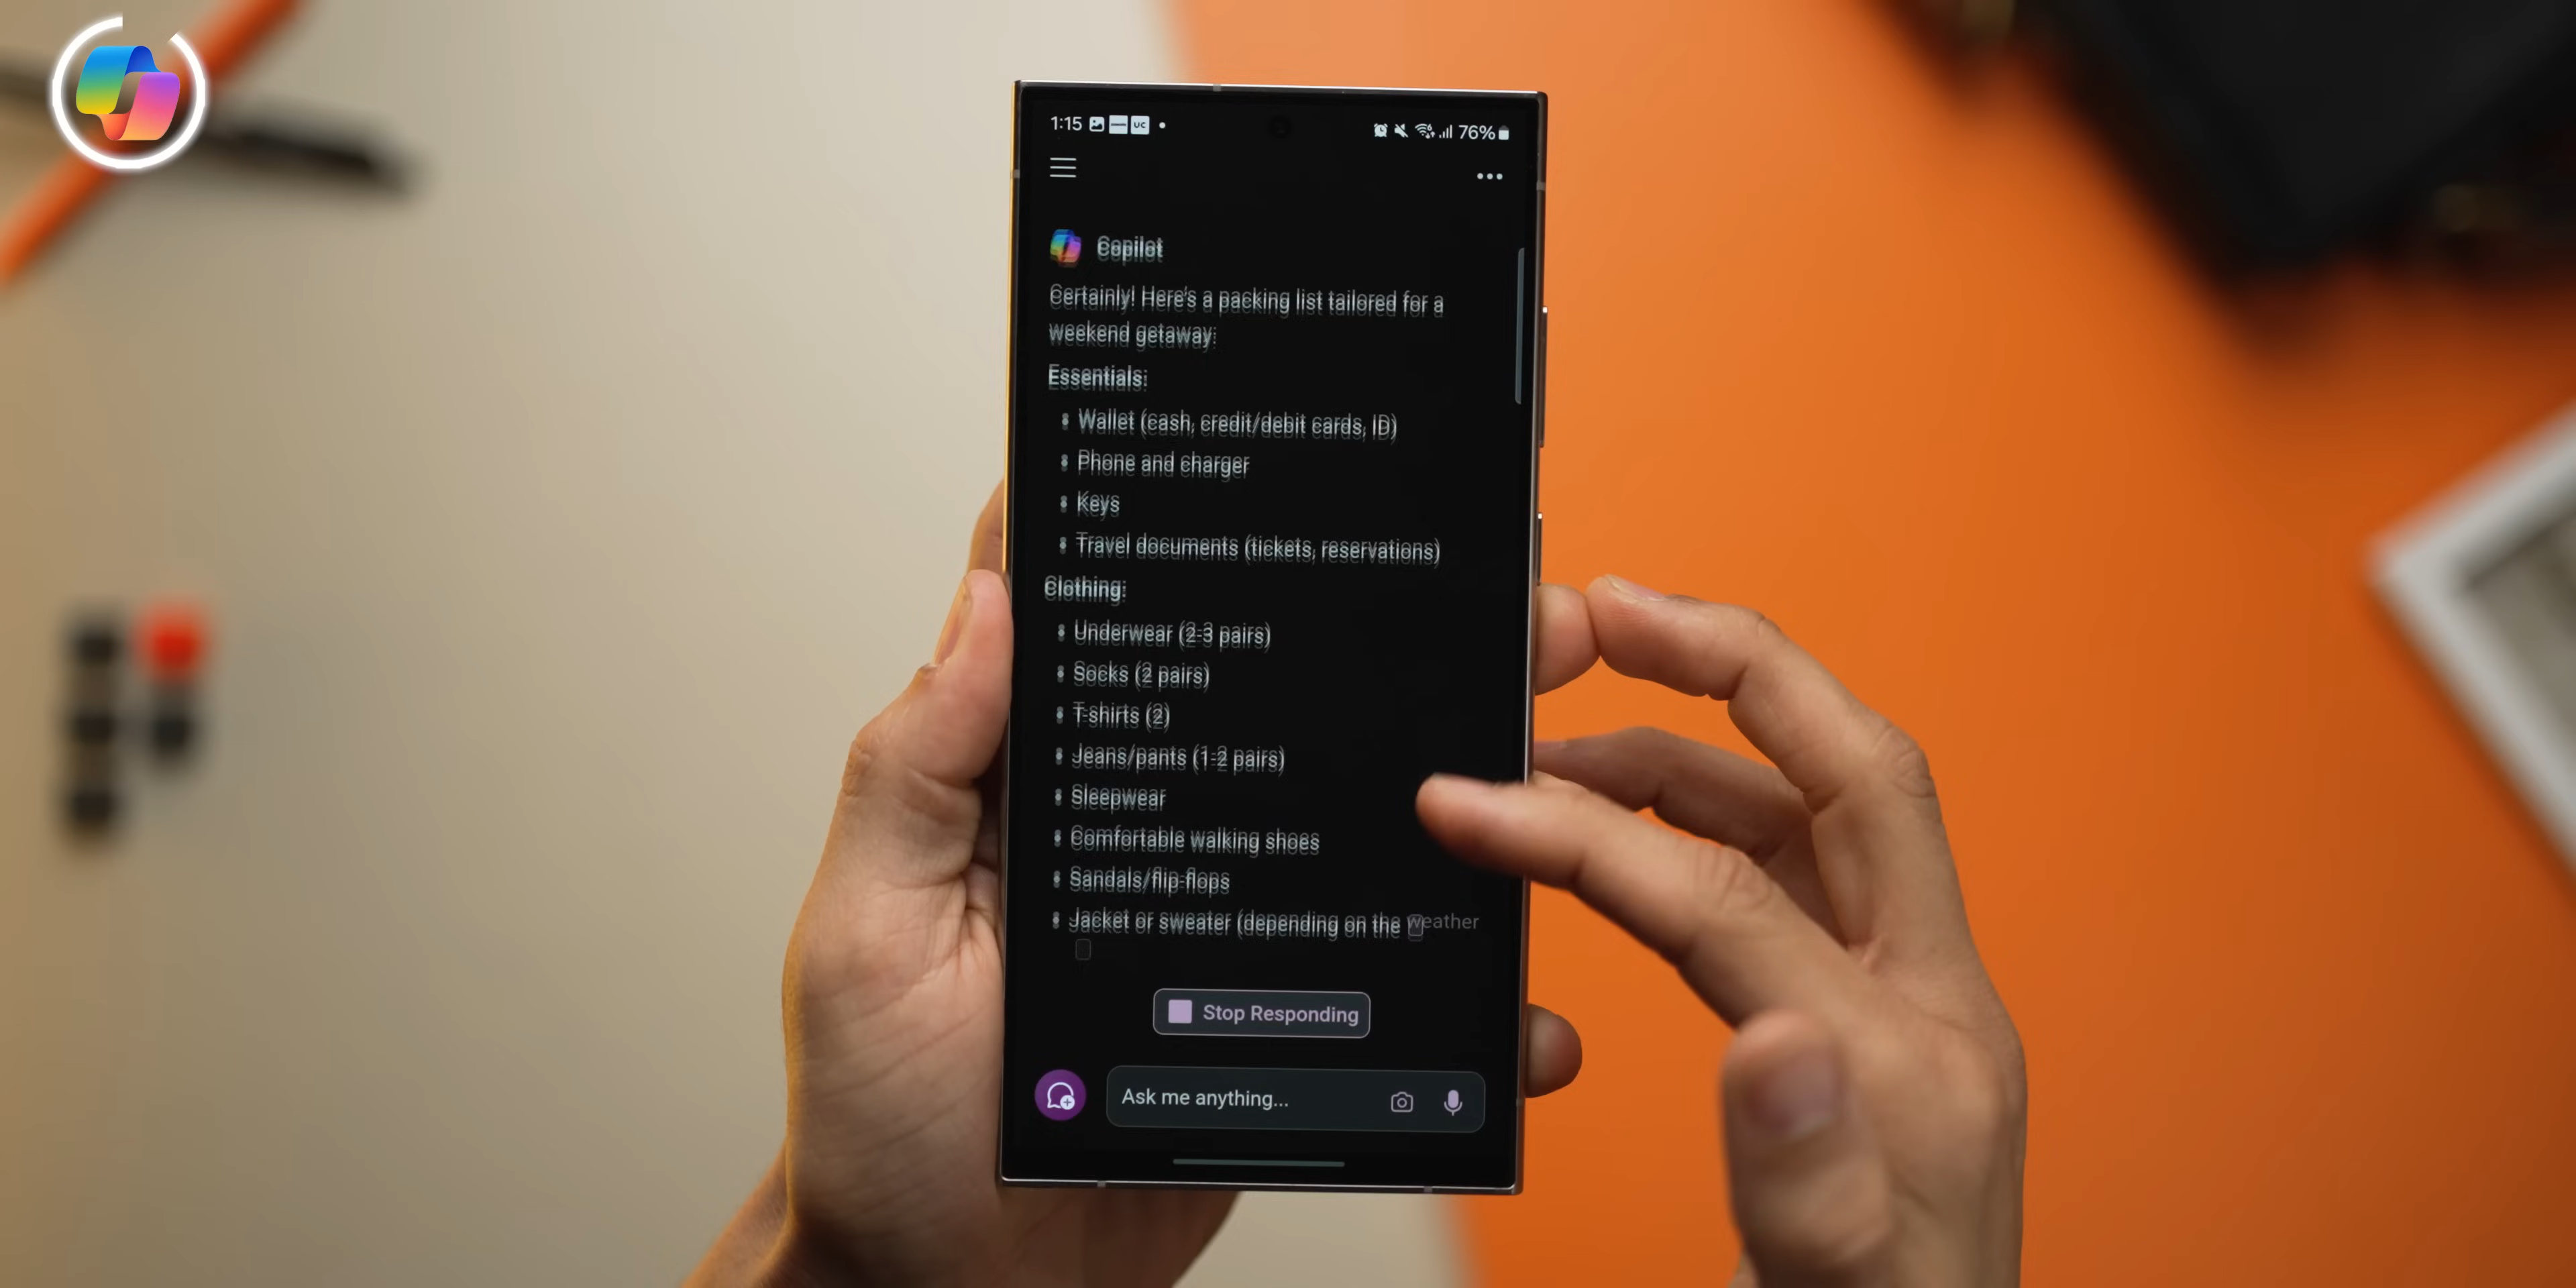 1:15 UC 76%
Copilot
Certainly! Here's a packing list tailored for a
weekend getaway:
Essentials:
• Wallet (cash, credit/debit cards, ID)
• Phone and charger
• Keys
• Travel documents (tickets, reservations)
Clothing:
• Underwear (2-3 pairs)
• Socks (2 pairs)
• T-shirts (2)
• Jeans/pants (1-2 pairs)
• Sleepwear
• Comfortable walking shoes
• Sandals/flip-flops
• Jacket or sweater (depending on the weather
Stop Responding
Ask me anything...